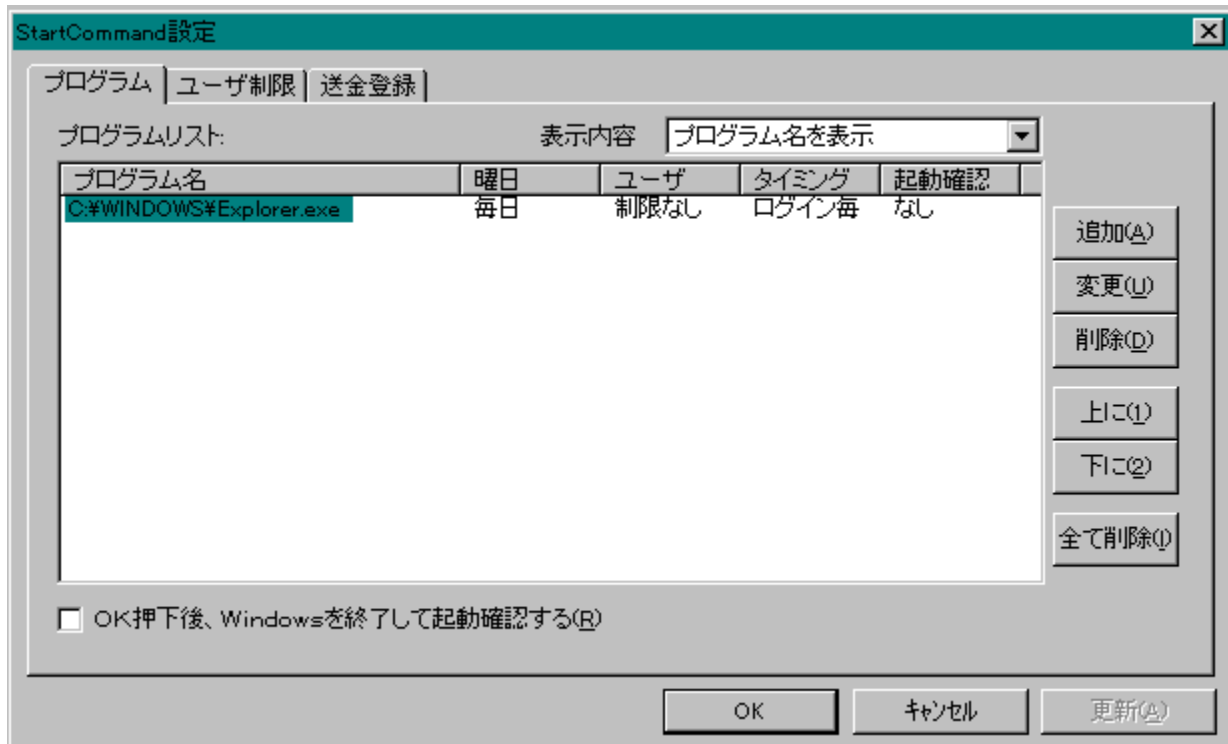 StartCommand設定
プログラム ユーザ制限 送金登録
プログラムリスト: 表示内容 プログラム名を表示
プログラム名 曜日 ユーザ タイミング 起動確認
C:¥WINDOWS¥Explorer.exe 毎日 制限なし ログイン毎 なし
追加(A)
変更(U)
削除(D)
上に(1)
下に(2)
全て削除(I)
OK押下後、Windowsを終了して起動確認する(R)
OK キャンセル 更新(A)